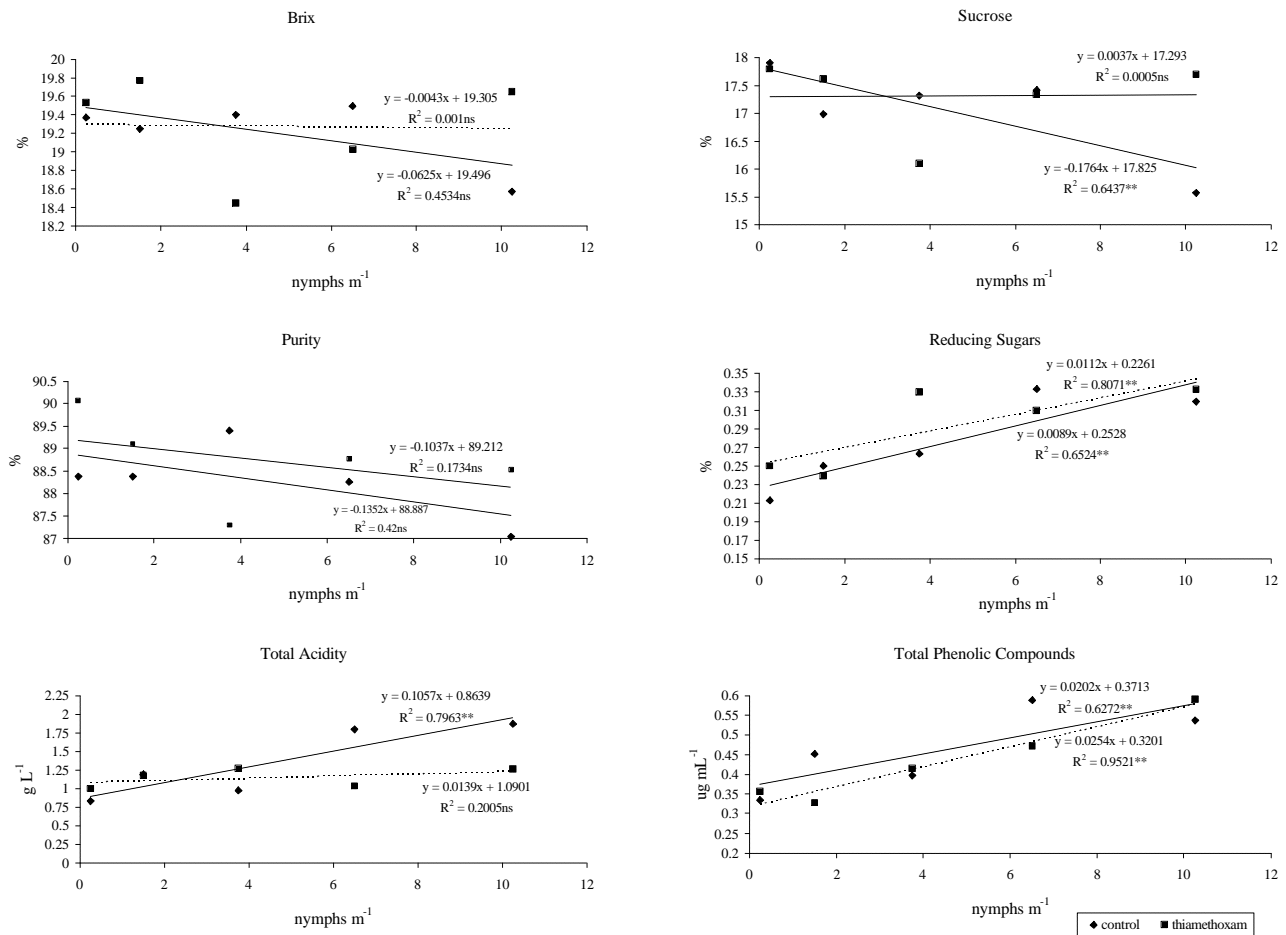 Brix
20
19.8
19.6
19.4
19.2
19
18.8
18.6
18.4
18.2
%
y = -0.0043x + 19.305
R² = 0.001ns
y = -0.0625x + 19.496
R² = 0.4534ns
0 2 4 6 8 10 12
nymphs m⁻¹
Sucrose
18
17.5
17
16.5
16
15.5
15
%
y = 0.0037x + 17.293
R² = 0.0005ns
y = -0.1764x + 17.825
R² = 0.6437**
0 2 4 6 8 10 12
nymphs m⁻¹
Purity
90.5
90
89.5
89
88.5
88
87.5
87
%
y = -0.1037x + 89.212
R² = 0.1734ns
y = -0.1352x + 88.887
R² = 0.42ns
0 2 4 6 8 10 12
nymphs m⁻¹
Reducing Sugars
0.35
0.33
0.31
0.29
0.27
0.25
0.23
0.21
0.19
0.17
0.15
%
y = 0.0112x + 0.2261
R² = 0.8071**
y = 0.0089x + 0.2528
R² = 0.6524**
0 2 4 6 8 10 12
nymphs m⁻¹
Total Acidity
2.25
2
1.75
1.5
1.25
1
0.75
0.5
0.25
0
g L⁻¹
y = 0.1057x + 0.8639
R² = 0.7963**
y = 0.0139x + 1.0901
R² = 0.2005ns
0 2 4 6 8 10 12
nymphs m⁻¹
Total Phenolic Compounds
0.6
0.55
0.5
0.45
0.4
0.35
0.3
0.25
0.2
ug mL⁻¹
y = 0.0202x + 0.3713
R² = 0.6272**
y = 0.0254x + 0.3201
R² = 0.9521**
0 2 4 6 8 10 12
nymphs m⁻¹
control thiamethoxam